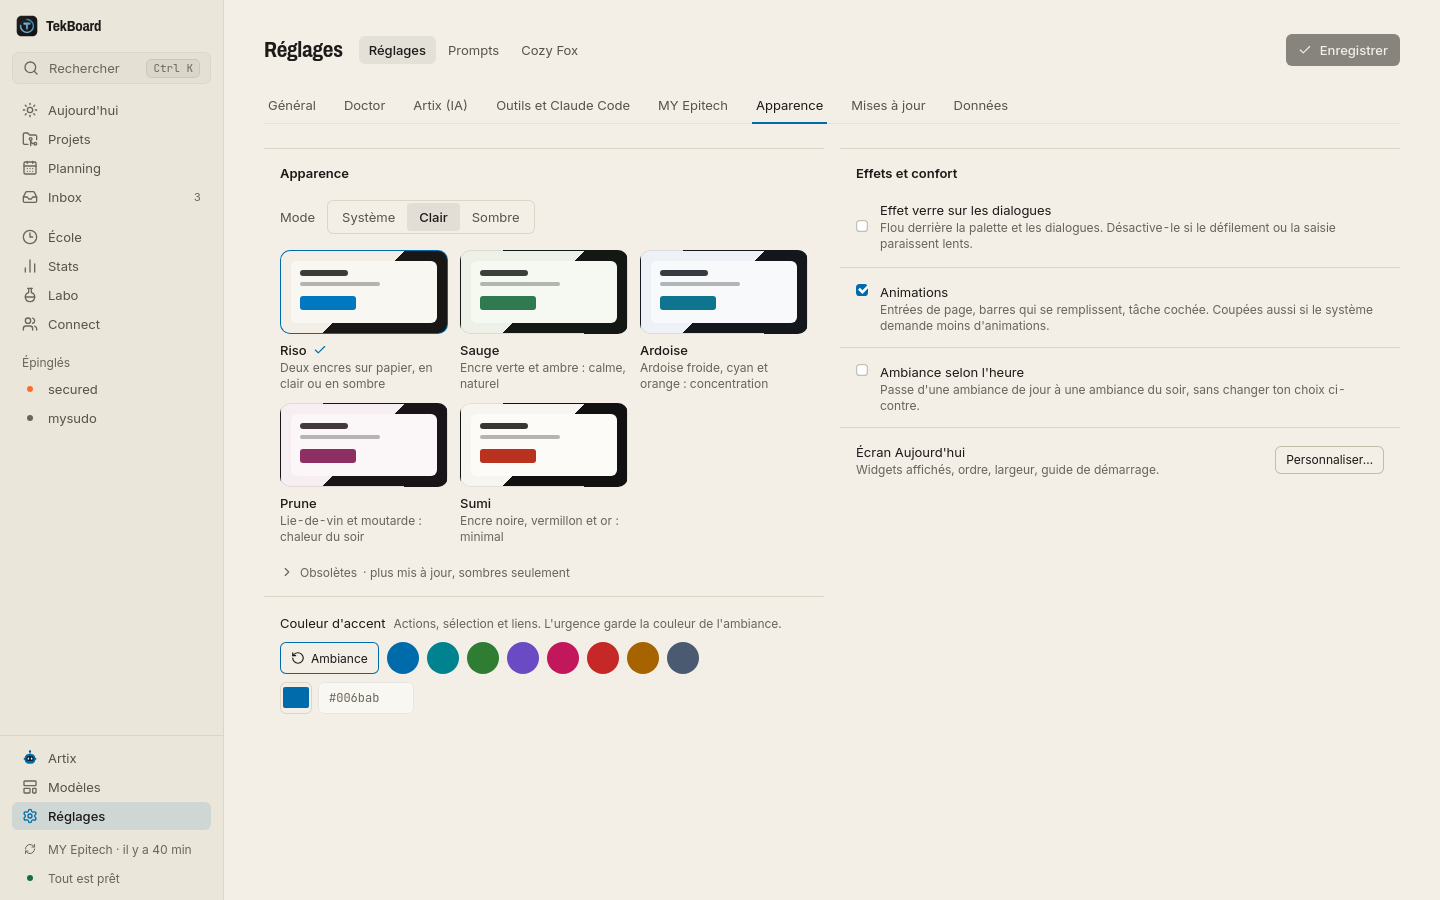 TekBoard
Rechercher Ctrl K
Aujourd'hui
Projets
Planning
Inbox 3
École
Stats
Labo
Connect
Épinglés
secured
mysudo
Artix
Modèles
Réglages
MY Epitech · il y a 40 min
Tout est prêt
Réglages Réglages Prompts Cozy Fox Enregistrer
Général Doctor Artix (IA) Outils et Claude Code MY Epitech Apparence Mises à jour Données
Apparence
Mode Système Clair Sombre
Riso
Deux encres sur papier, en
clair ou en sombre
Sauge
Encre verte et ambre : calme,
naturel
Ardoise
Ardoise froide, cyan et
orange : concentration
Prune
Lie-de-vin et moutarde :
chaleur du soir
Sumi
Encre noire, vermillon et or :
minimal
Obsolètes · plus mis à jour, sombres seulement
Couleur d'accent Actions, sélection et liens. L'urgence garde la couleur de l'ambiance.
Ambiance
#006bab
Effets et confort
Effet verre sur les dialogues
Flou derrière la palette et les dialogues. Désactive-le si le défilement ou la saisie
paraissent lents.
Animations
Entrées de page, barres qui se remplissent, tâche cochée. Coupées aussi si le système
demande moins d'animations.
Ambiance selon l'heure
Passe d'une ambiance de jour à une ambiance du soir, sans changer ton choix ci-
contre.
Écran Aujourd'hui
Widgets affichés, ordre, largeur, guide de démarrage.
Personnaliser…